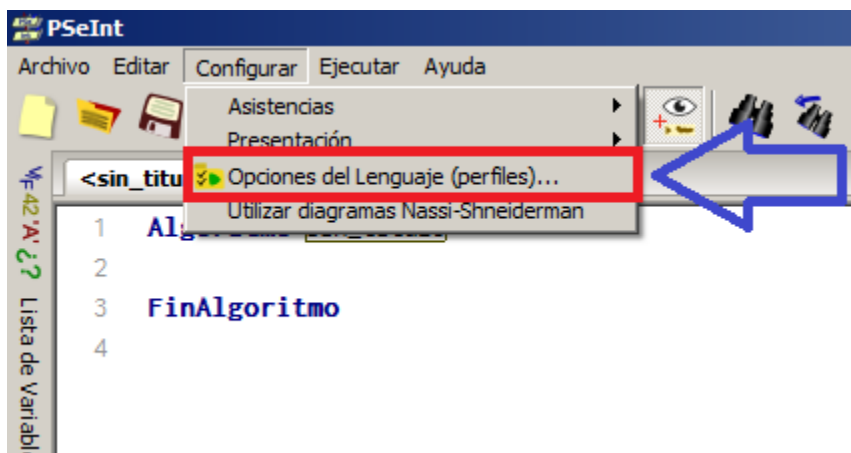 PSeInt
Archivo Editar Configurar Ejecutar Ayuda
Asistencias
Presentación
Opciones del Lenguaje (perfiles)...
Utilizar diagramas Nassi-Shneiderman
<sin_titu
1
2
3 FinAlgoritmo
4
42 'A' ¿? Lista de Variabl